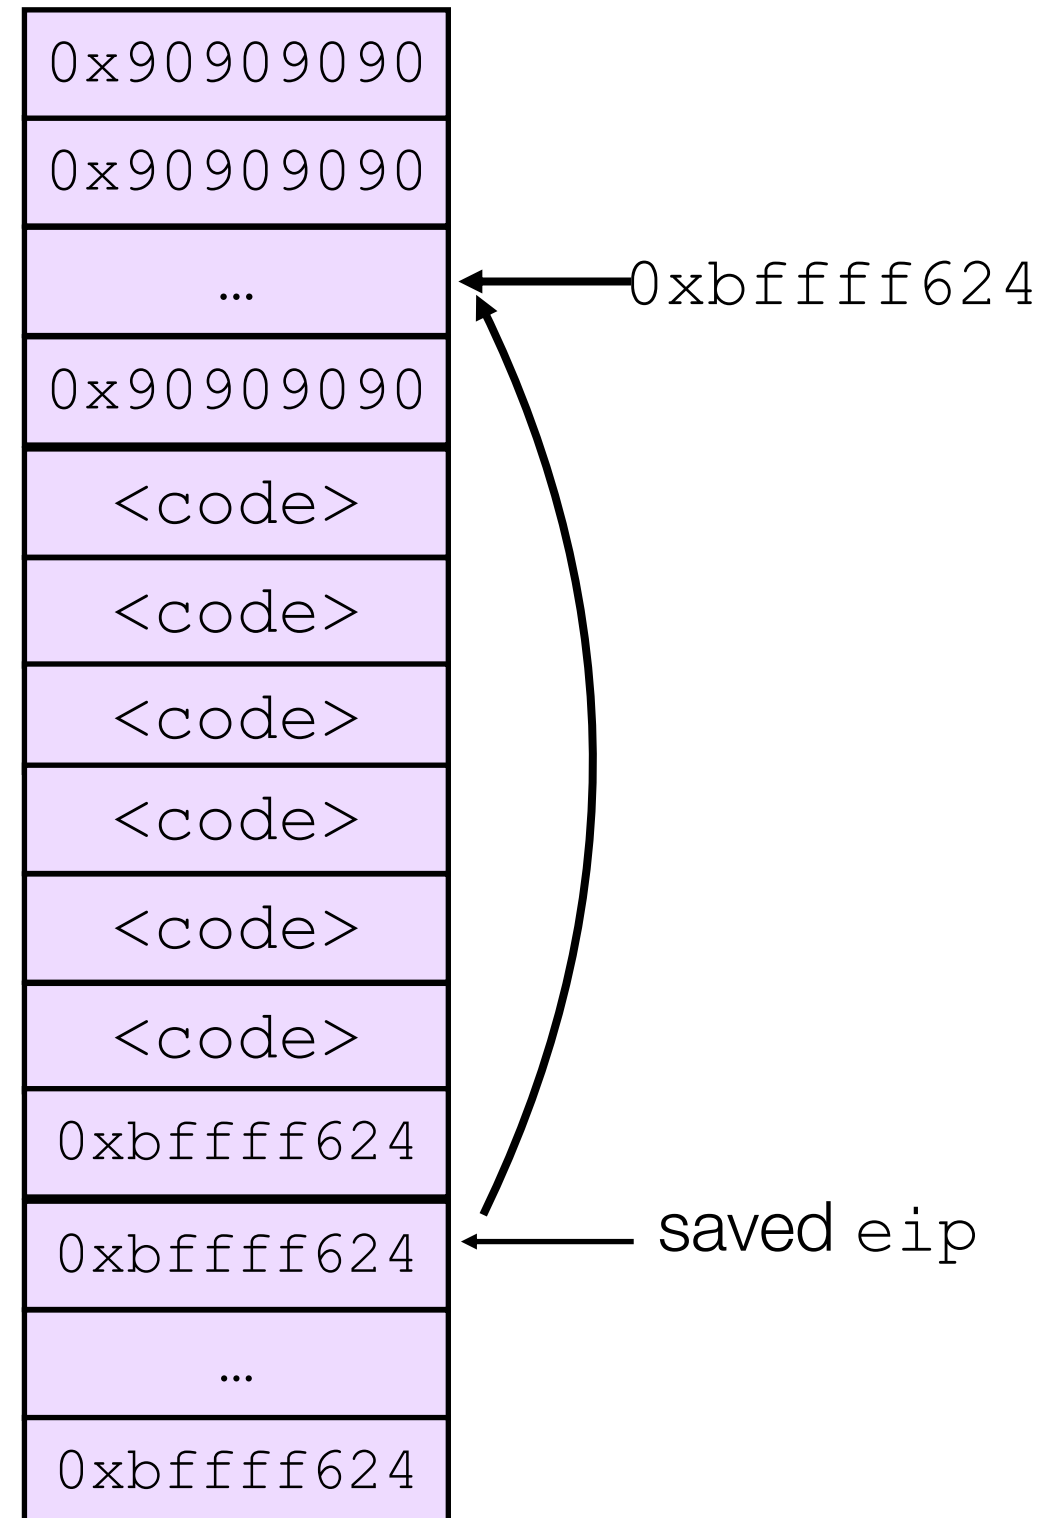 0x90909090
0x90909090
… 0xbffff624
0x90909090
<code>
<code>
<code>
<code>
<code>
<code>
0xbffff624
0xbffff624 saved eip
…
0xbffff624